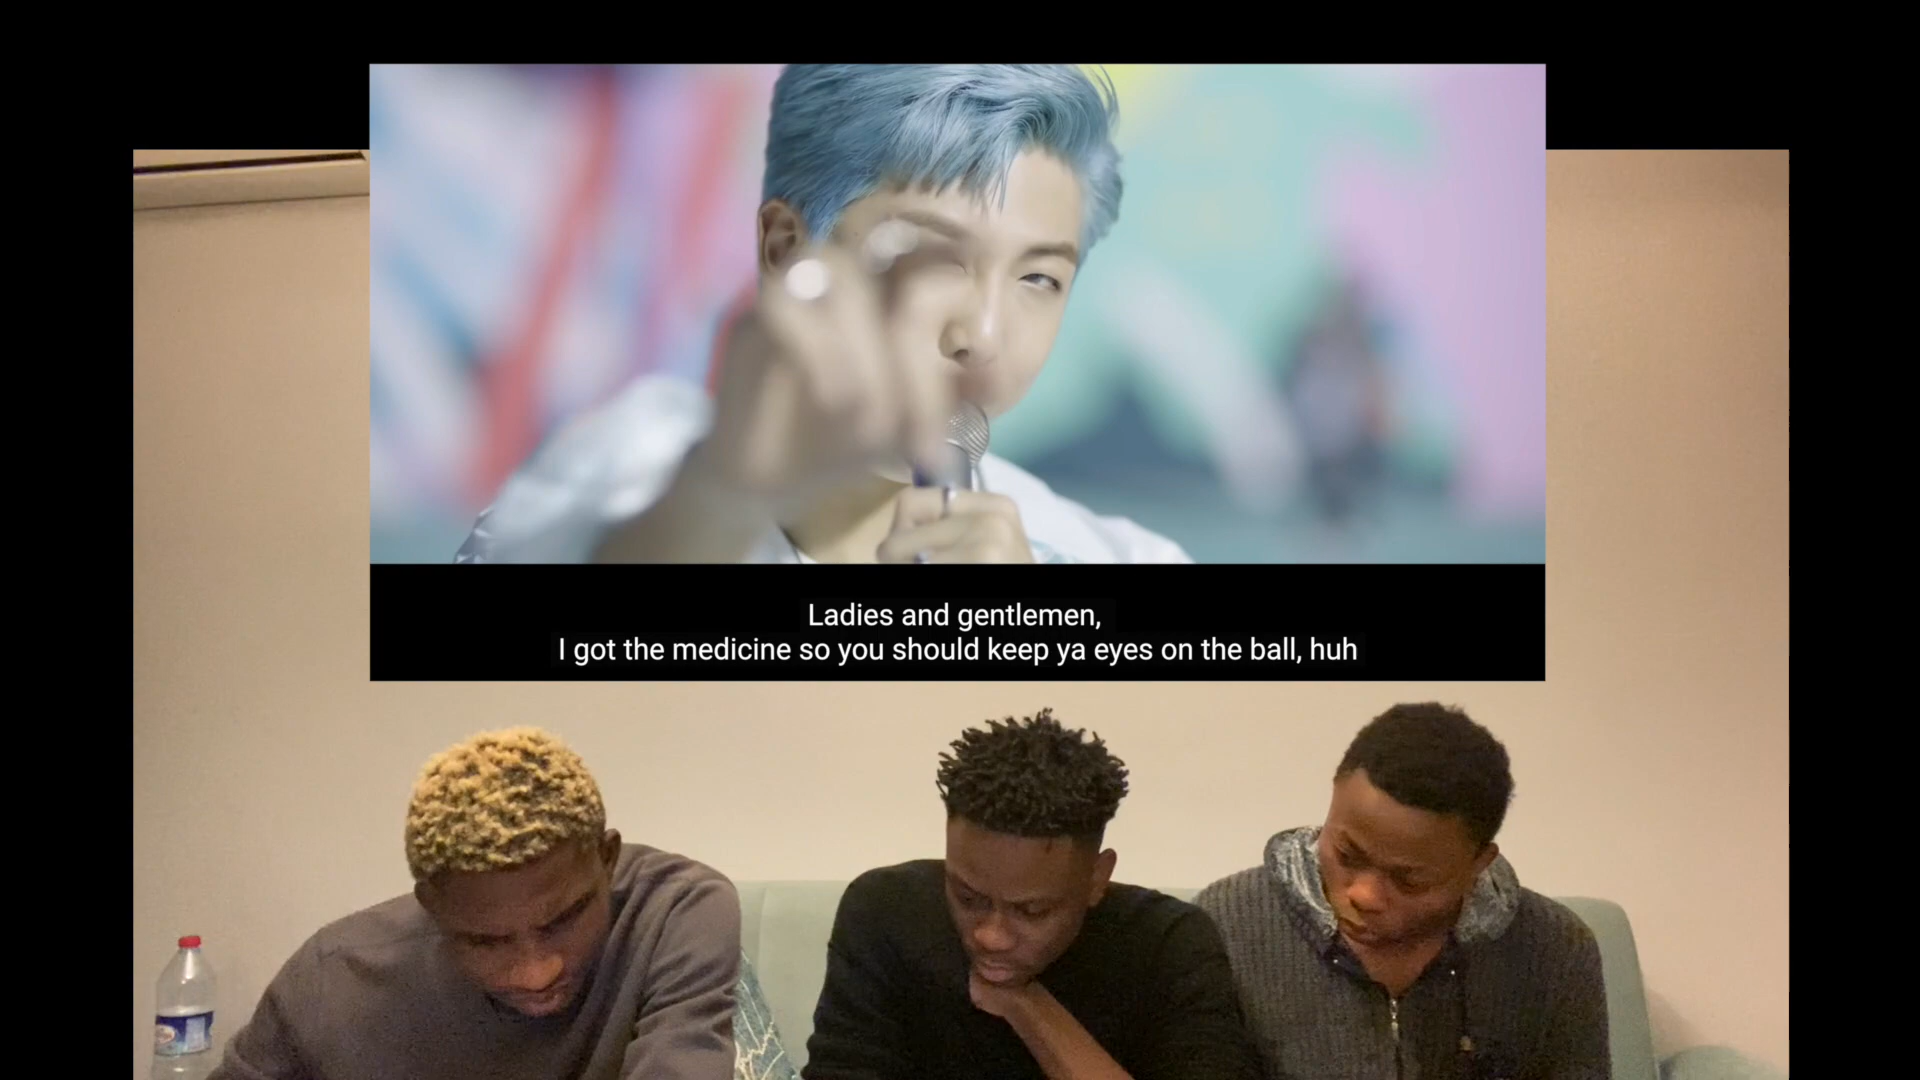 Ladies and gentlemen,
I got the medicine so you should keep ya eyes on the ball, huh